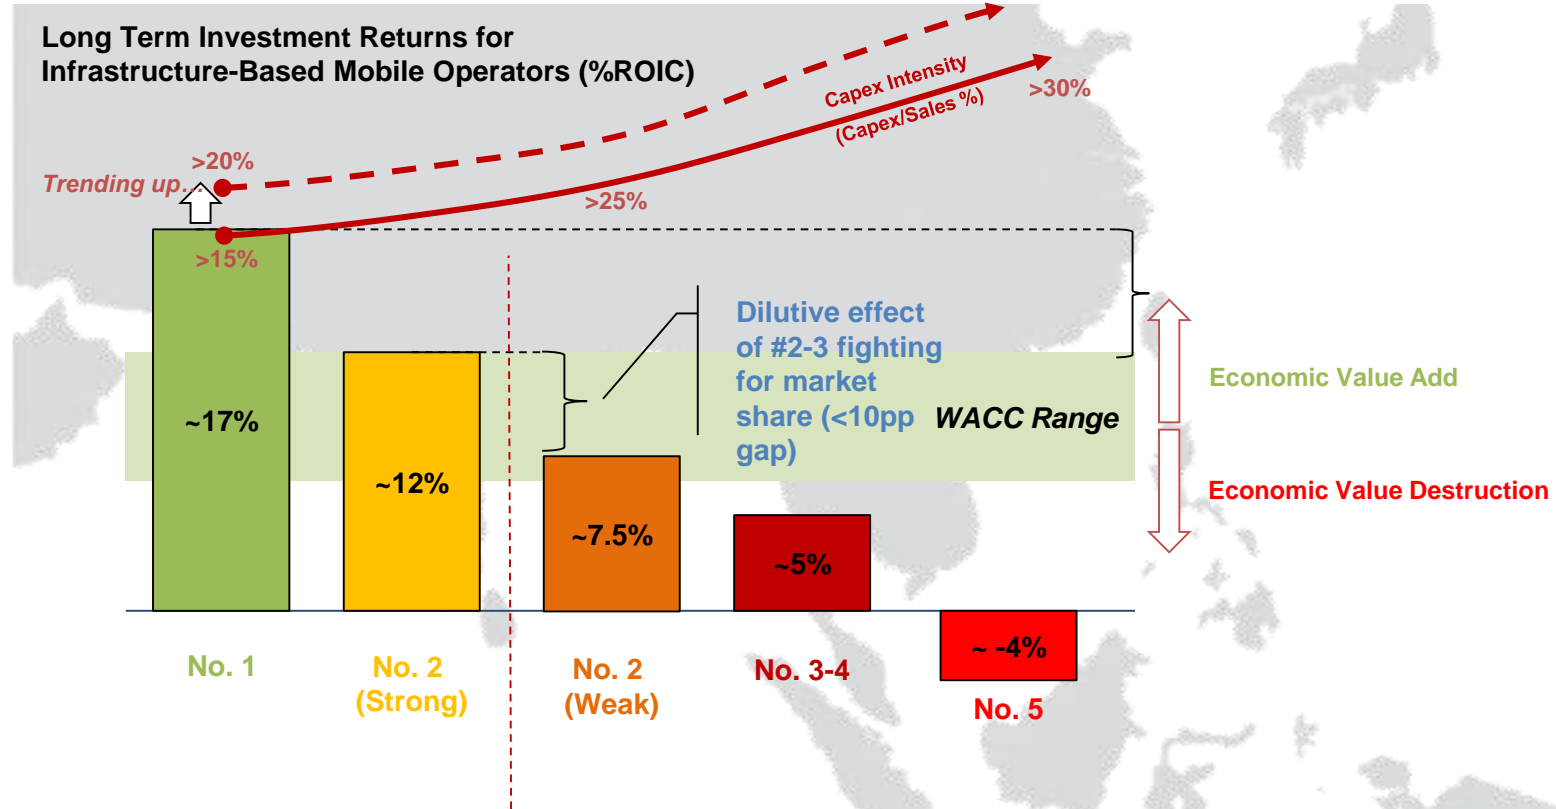 Long Term Investment Returns for
Infrastructure-Based Mobile Operators (%ROIC)
Capex Intensity
(Capex/Sales %)
>30%
>20%
Trending up...
>25%
>15%
Dilutive effect
of #2-3 fighting
for market
share (<10pp
gap)
WACC Range
Economic Value Add
Economic Value Destruction
~17%
~12%
~7.5%
~5%
~ -4%
No. 1
No. 2
(Strong)
No. 2
(Weak)
No. 3-4
No. 5